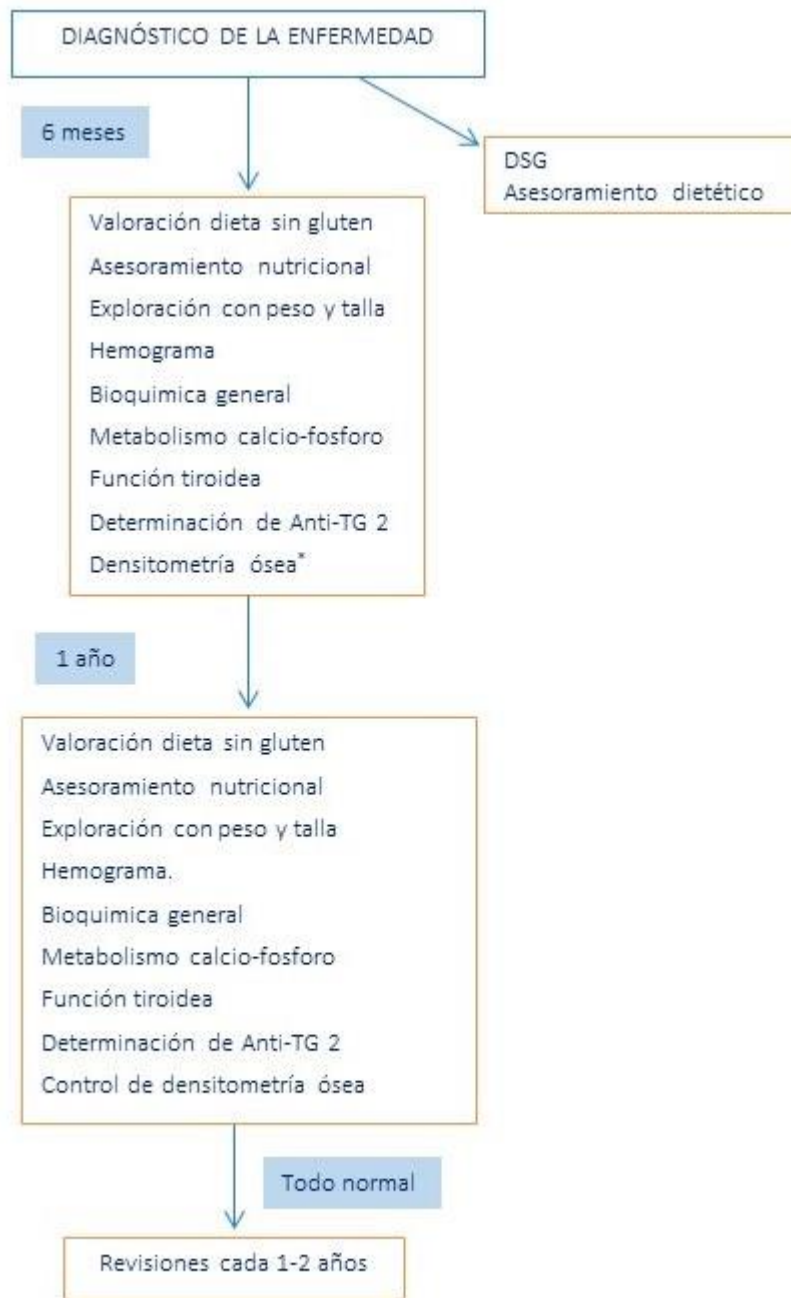 DIAGNÓSTICO DE LA ENFERMEDAD
6 meses
DSG
Asesoramiento dietético
Valoración dieta sin gluten
Asesoramiento nutricional
Exploración con peso y talla
Hemograma
Bioquimica general
Metabolismo calcio-fosforo
Función tiroidea
Determinación de Anti-TG 2
Densitometría ósea*
1 año
Valoración dieta sin gluten
Asesoramiento nutricional
Exploración con peso y talla
Hemograma.
Bioquimica general
Metabolismo calcio-fosforo
Función tiroidea
Determinación de Anti-TG 2
Control de densitometría ósea
Todo normal
Revisiones cada 1-2 años